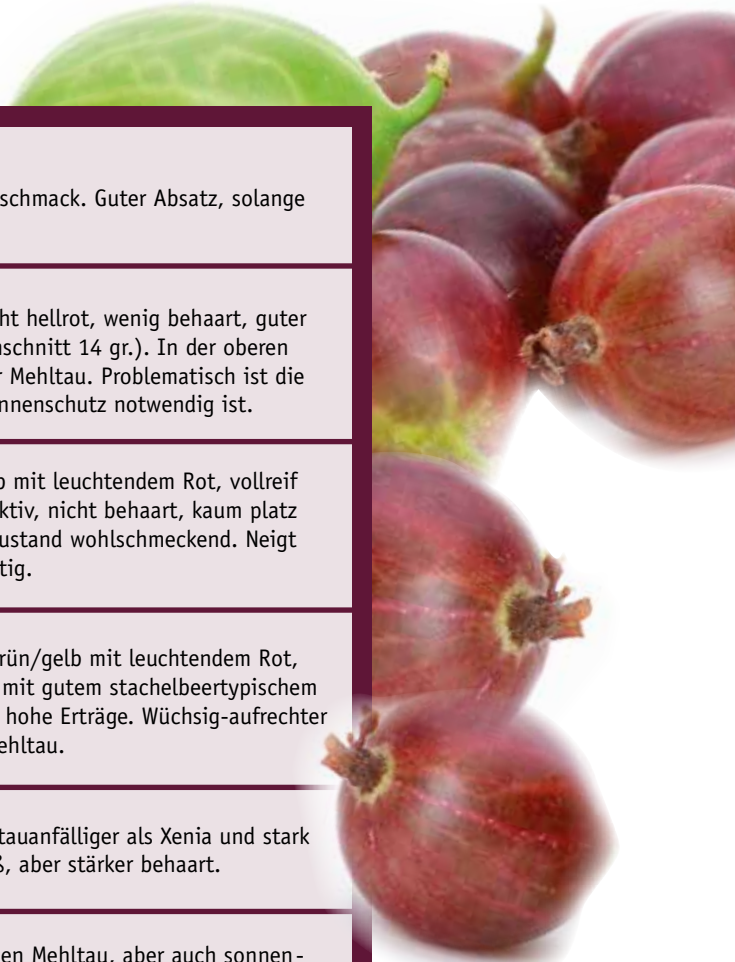 schmack. Guter Absatz, solange
ht hellrot, wenig behaart, guter
schnitt 14 gr.). In der oberen
Mehltau. Problematisch ist die
nnenschutz notwendig ist.
mit leuchtendem Rot, vollreif
ktiv, nicht behaart, kaum platz
ustand wohlschmeckend. Neigt
tig.
rün/gelb mit leuchtendem Rot,
mit gutem stachelbeertypischem
hohe Erträge. Wüchsig-aufrechter
ehltau.
tauanfälliger als Xenia und stark
ß, aber stärker behaart.
en Mehltau, aber auch sonnen-